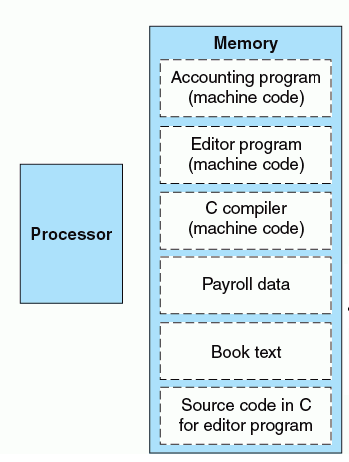 Memory
Accounting program
(machine code)
Editor program
(machine code)
C compiler
(machine code)
Processor
Payroll data
Book text
Source code in C
for editor program